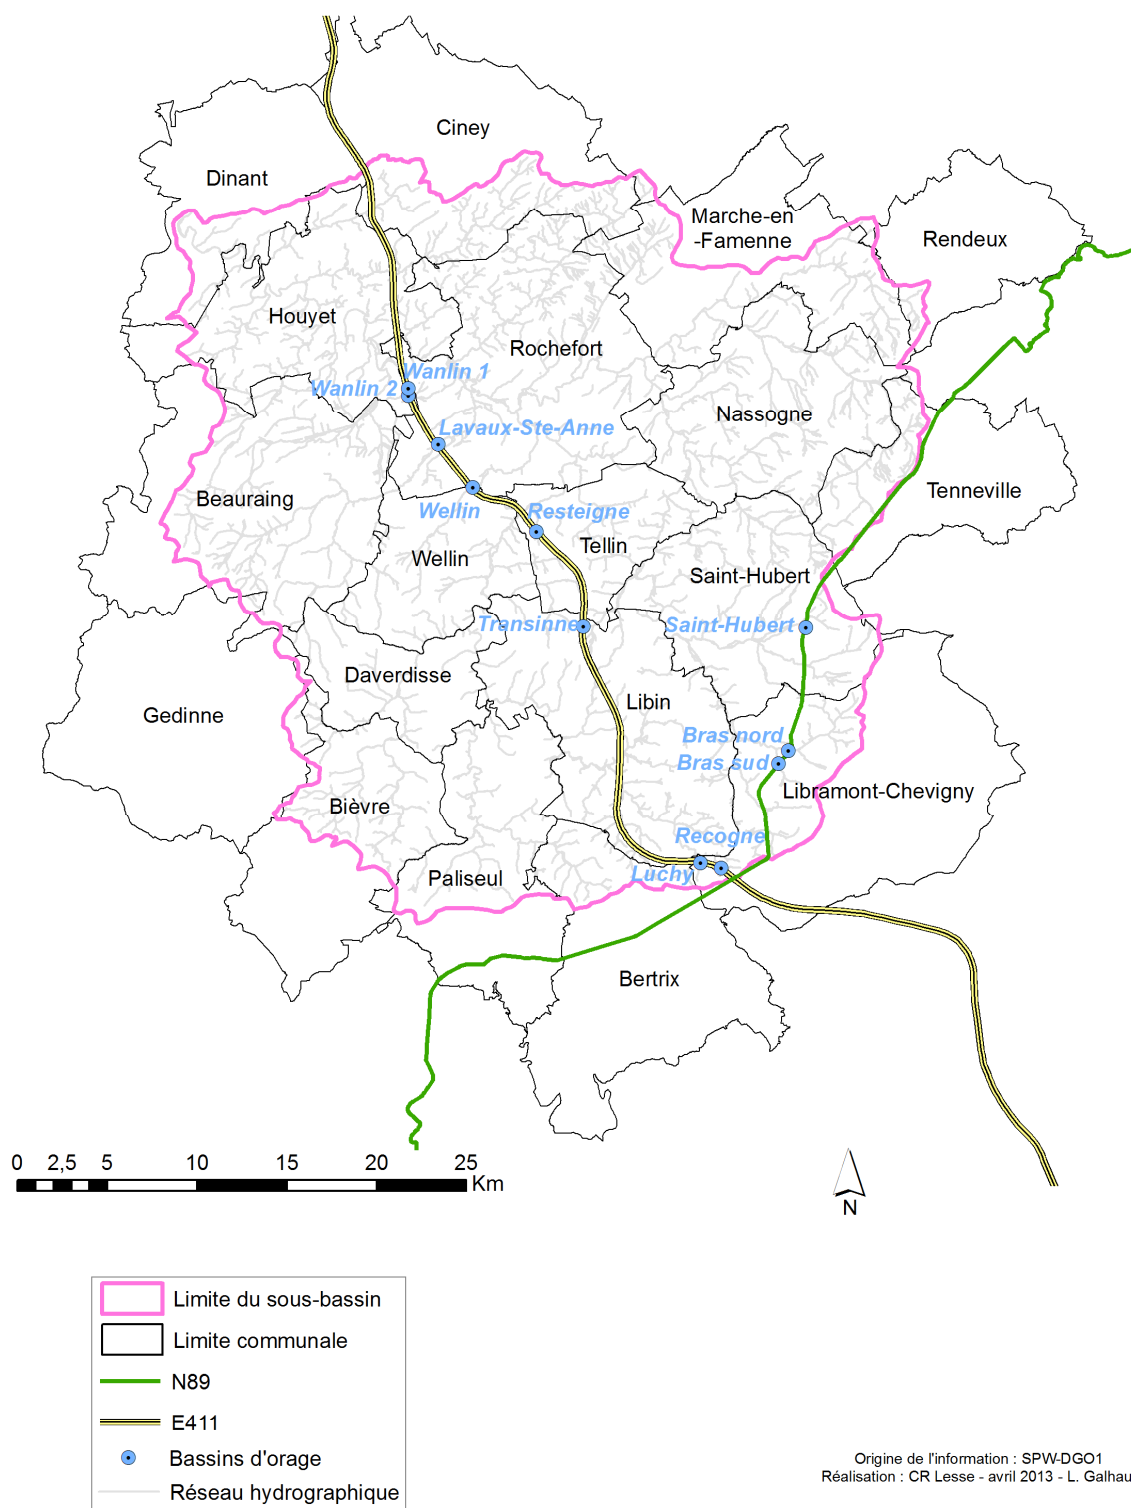 Ciney
Dinant
Marche-en
-Famenne
Rendeux
Houyet
Rochefort
Wanlin 1
Wanlin 2
Nassogne
Lavaux-Ste-Anne
Beauraing
Tenneville
Wellin
Resteigne
Tellin
Wellin
Saint-Hubert
Transinne
Saint-Hubert
Daverdisse
Libin
Gedinne
Bras nord
Bras sud
Libramont-Chevigny
Bièvre
Recogne
Luchy
Paliseul
Bertrix
0 2,5 5 10 15 20 25
Km
N
Limite du sous-bassin
Limite communale
N89
E411
Bassins d'orage
Réseau hydrographique
Origine de l'information : SPW-DGO1
Réalisation : CR Lesse - avril 2013 - L. Galhau